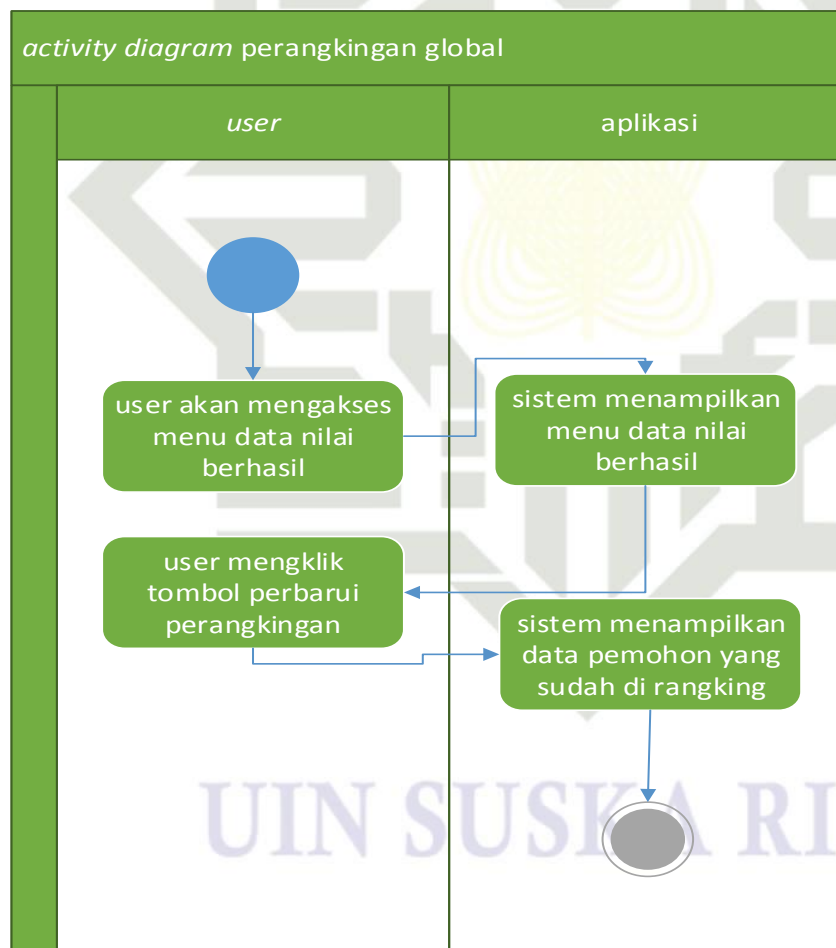 activity diagram perangkingan global
user
aplikasi
user akan mengakses
menu data nilai
berhasil
sistem menampilkan
menu data nilai
berhasil
user mengklik
tombol perbarui
perangkingan
sistem menampilkan
data pemohon yang
sudah di rangking
UIN SUSKA RI